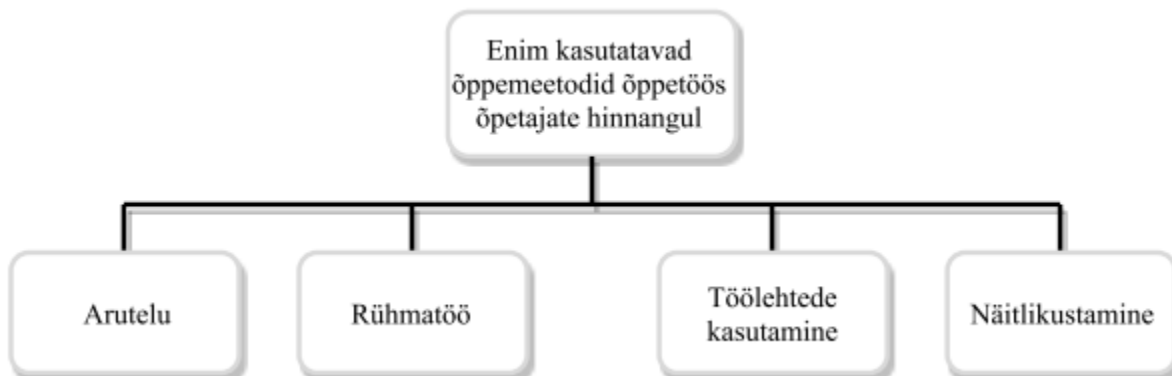 Enim kasutatavad
õppemeetodid õppetöös
õpetajate hinnangul
Arutelu
Rühmatöö
Töölehtede
kasutamine
Näitlikustamine